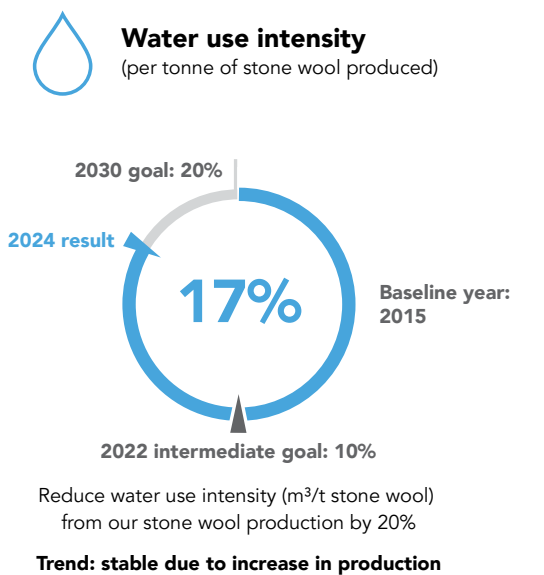 Water use intensity
(per tonne of stone wool produced)
2030 goal: 20%
2024 result
17%
Baseline year:
2015
2022 intermediate goal: 10%
Reduce water use intensity (m³/t stone wool)
from our stone wool production by 20%
Trend: stable due to increase in production